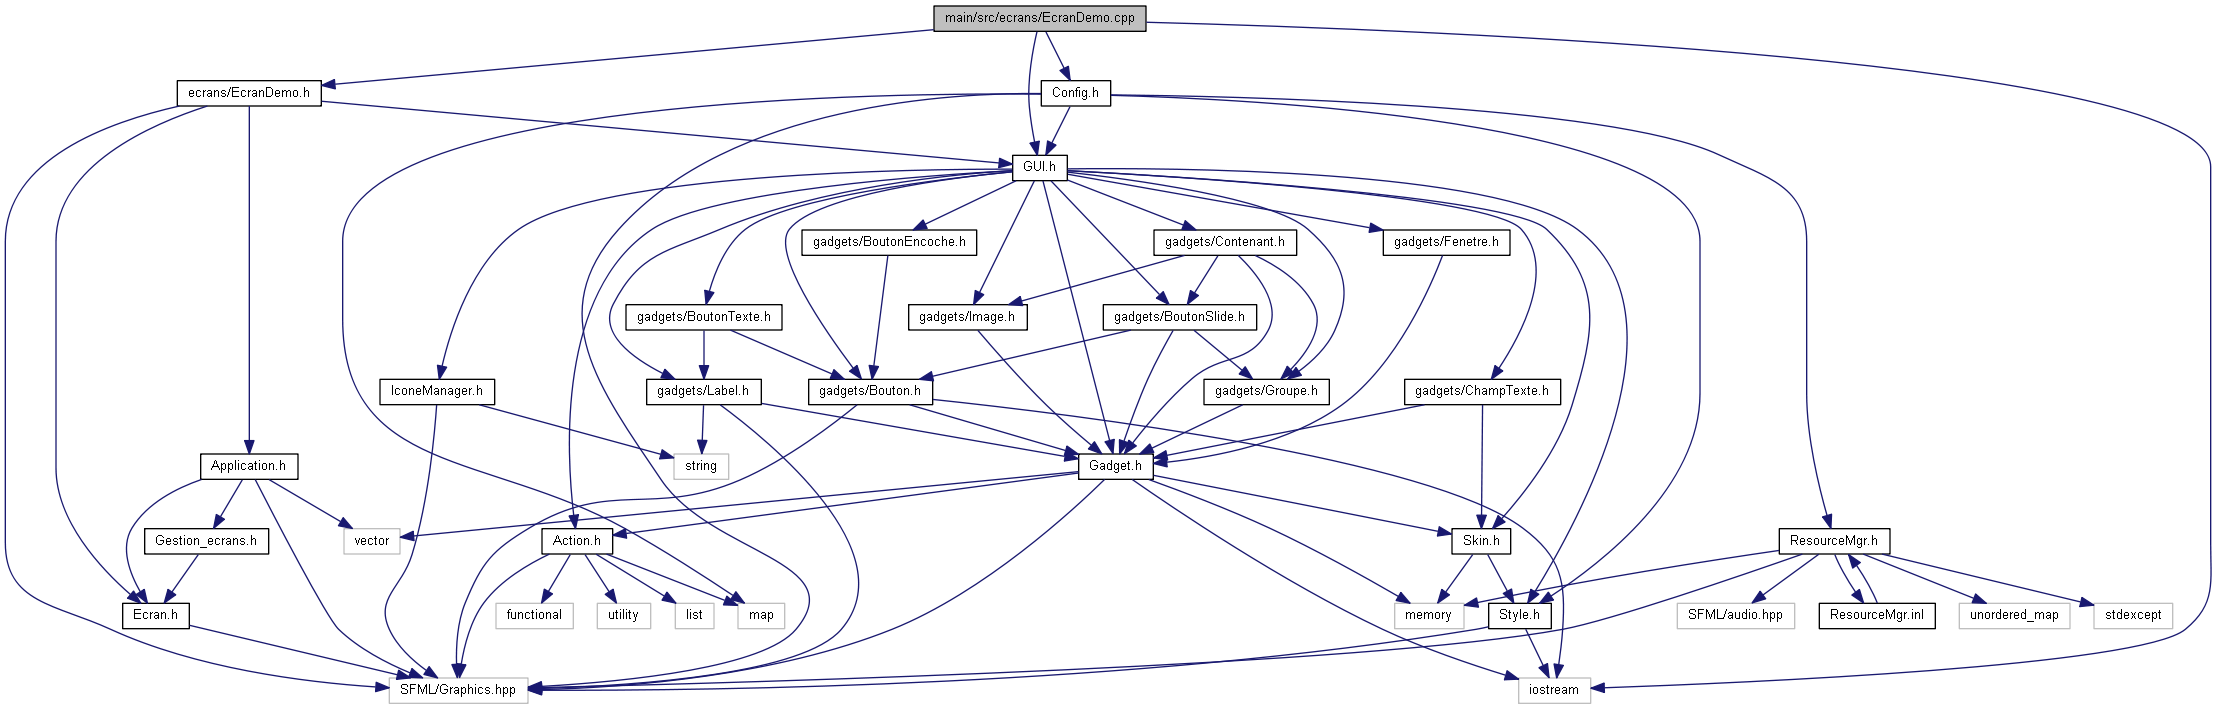 main/src/ecrans/EcranDemo.cpp
ecrans/EcranDemo.h
Config.h
GUI.h
gadgets/BoutonEncoche.h
gadgets/Contenant.h
gadgets/Fenetre.h
gadgets/BoutonTexte.h
gadgets/Image.h
gadgets/BoutonSlide.h
IconeManager.h
gadgets/Label.h
gadgets/Bouton.h
gadgets/Groupe.h
gadgets/ChampTexte.h
Application.h
string
Gadget.h
Gestion_ecrans.h
vector
Action.h
Skin.h
ResourceMgr.h
Ecran.h
functional
utility
list
map
memory
Style.h
SFML/audio.hpp
ResourceMgr.inl
unordered_map
stdexcept
SFML/Graphics.hpp
iostream